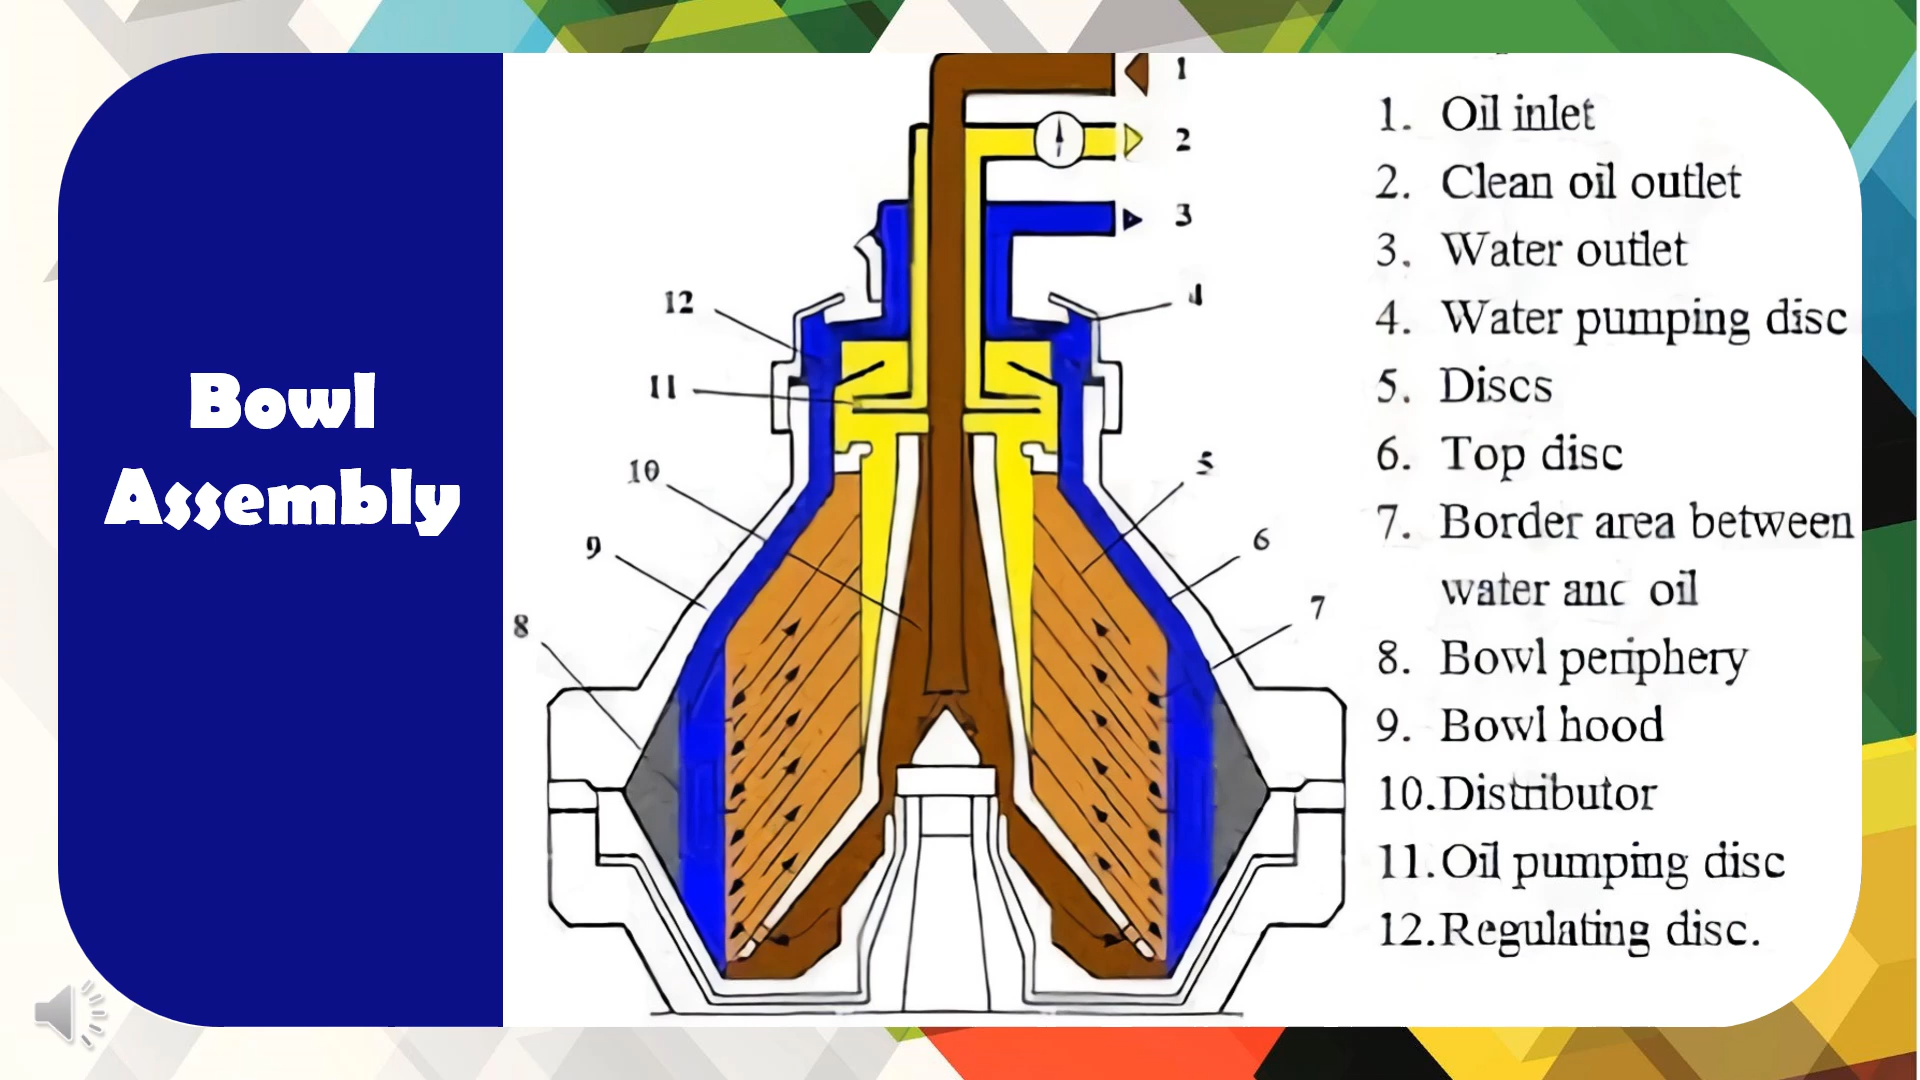 Bowl
Assembly
1
2
3
4
12
11
10
5
9
6
8
7
1. Oil inlet
2. Clean oil outlet
3. Water outlet
4. Water pumping disc
5. Discs
6. Top disc
7. Border area between
water and oil
8. Bowl periphery
9. Bowl hood
10.Distributor
11.Oil pumping disc
12.Regulating disc.